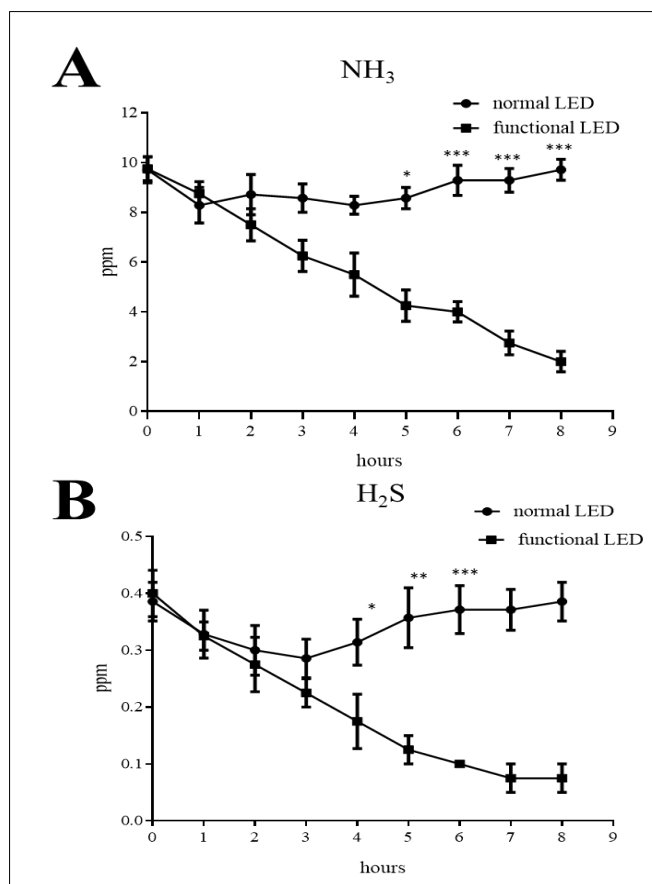 A
NH₃
normal LED
functional LED
* *** *** ***
12
10
8
6
4
2
0
ppm
0 1 2 3 4 5 6 7 8 9
hours
B
H₂S
normal LED
functional LED
* ** ***
0.5
0.4
0.3
0.2
0.1
0.0
ppm
0 1 2 3 4 5 6 7 8 9
hours